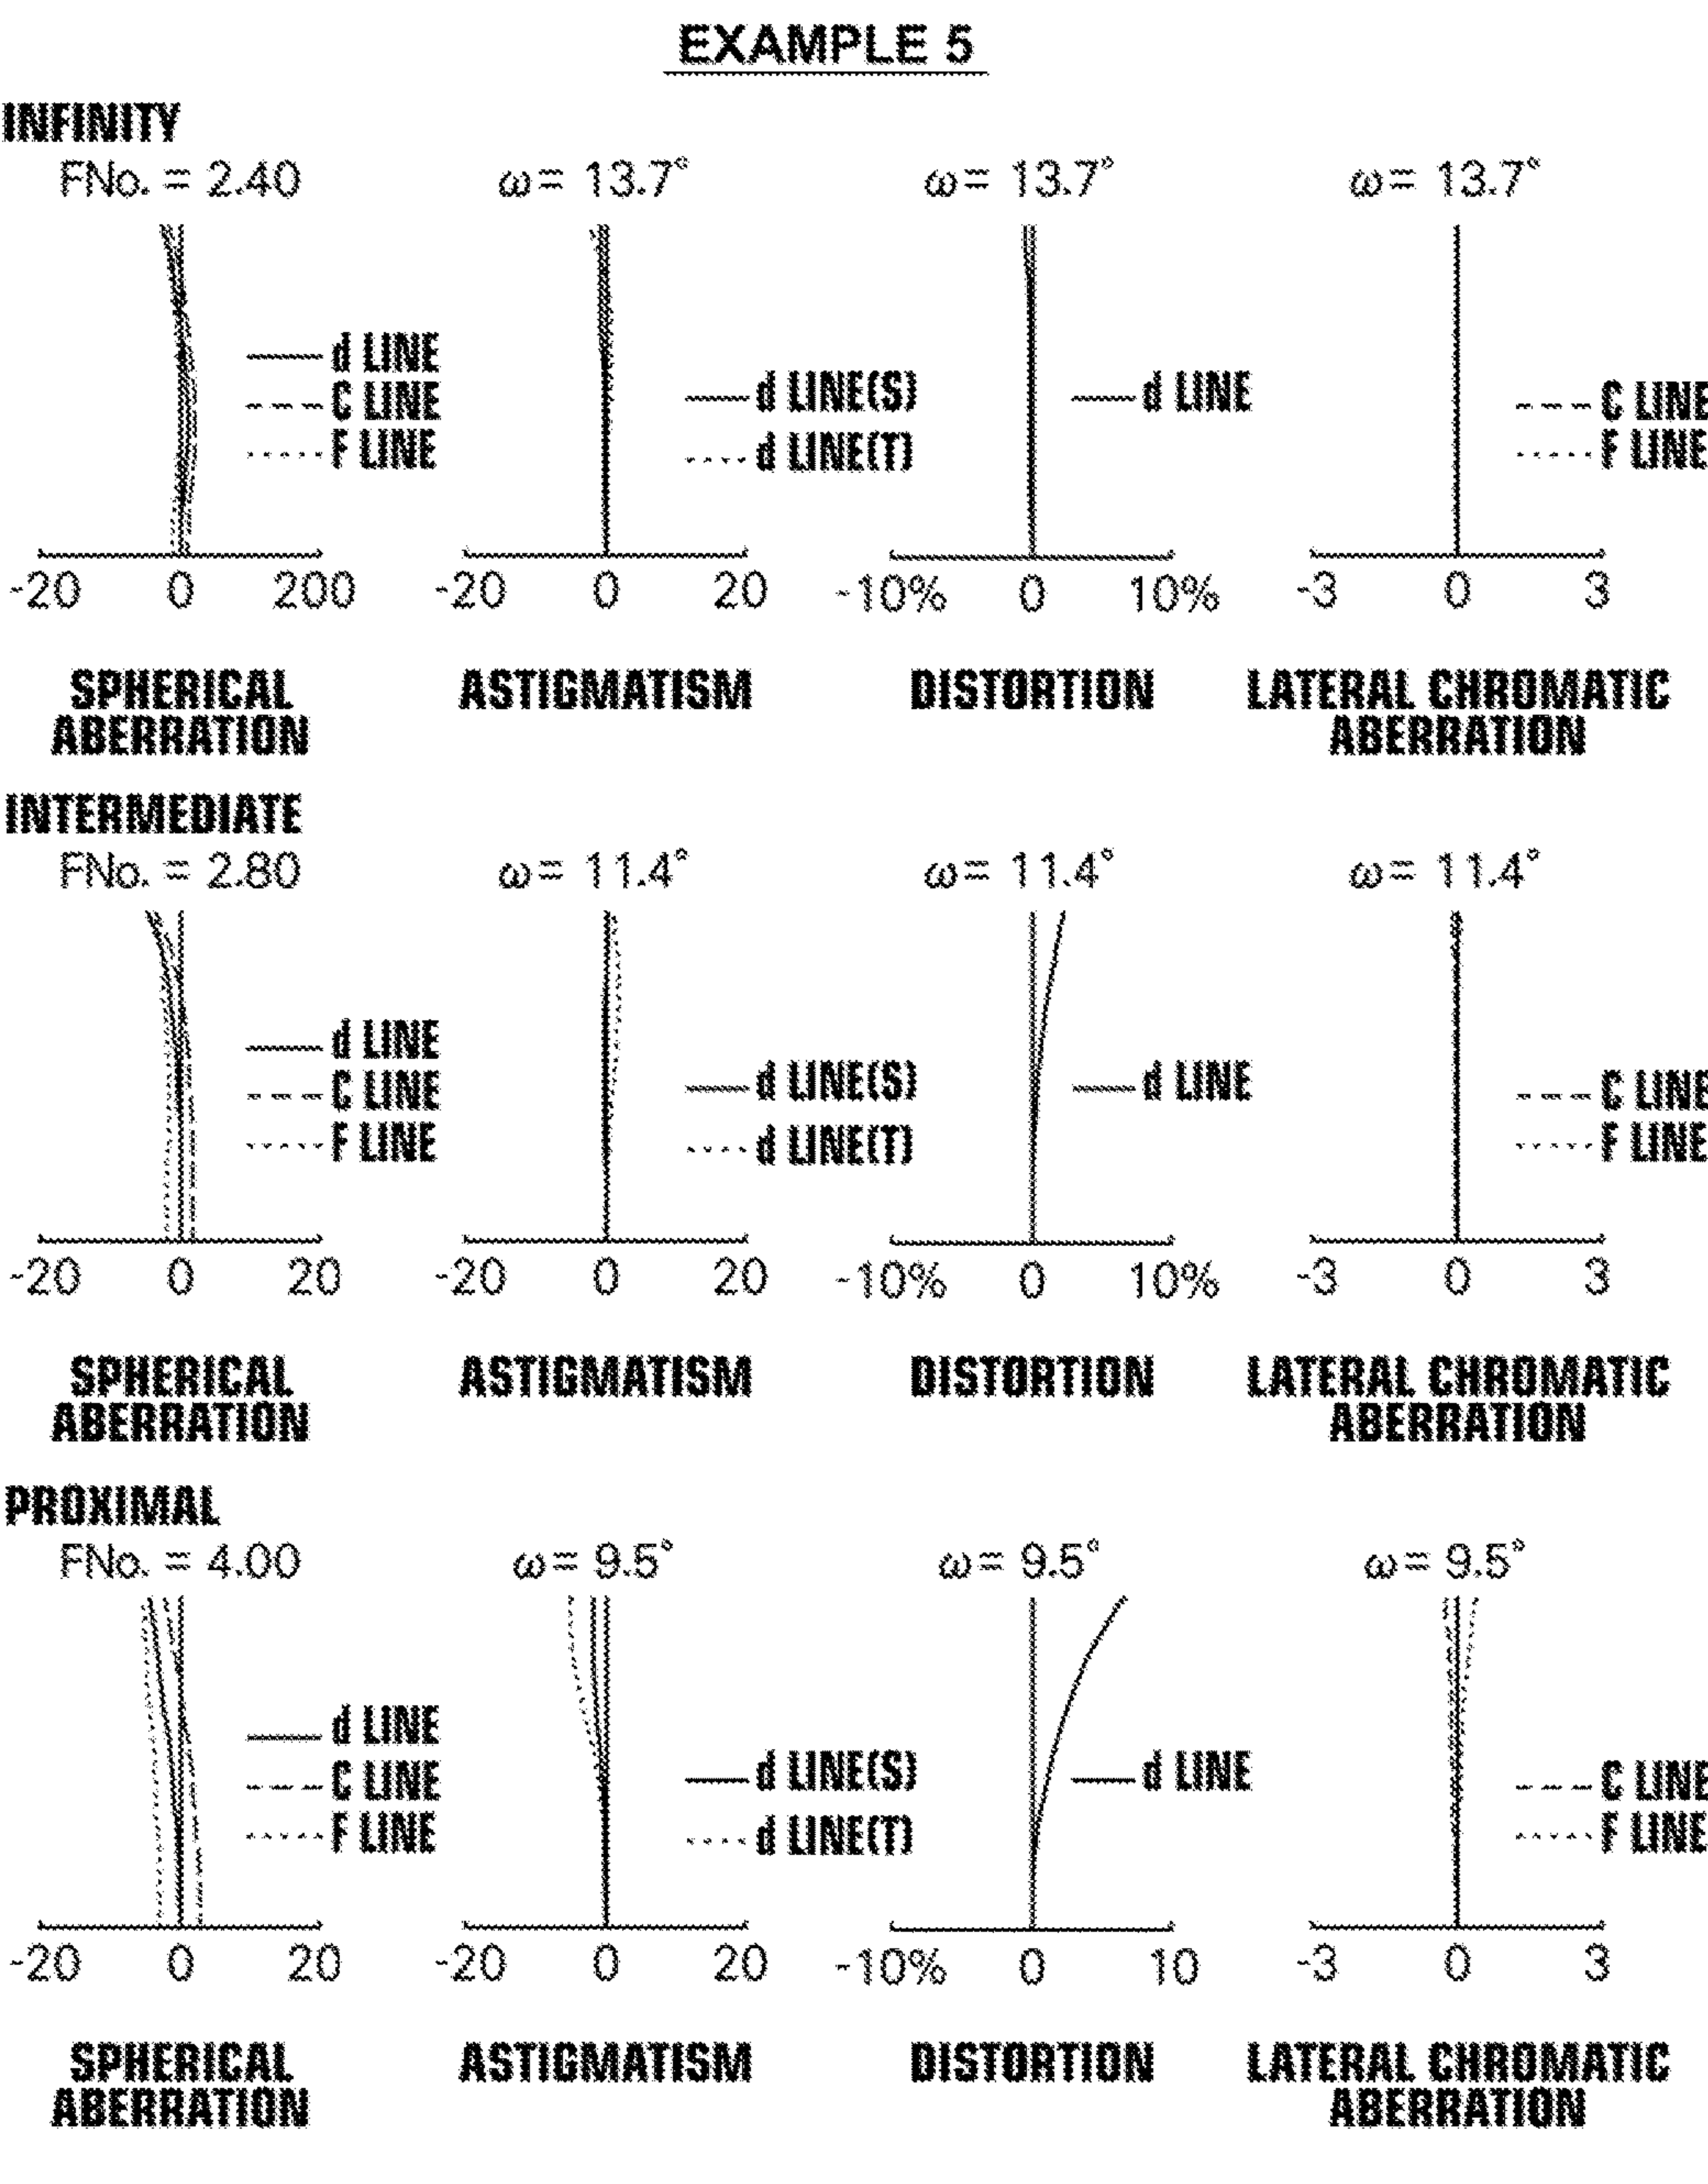 EXAMPLE 5
INFINITY
FNo. = 2.40
ω = 13.7°
ω = 13.7°
ω = 13.7°
d LINE
C LINE
F LINE
d LINE(S)
d LINE(T)
d LINE
C LINE
F LINE
-20 0 200
-20 0 20
-10% 0 10%
-3 0 3
SPHERICAL
ABERRATION
ASTIGMATISM
DISTORTION
LATERAL CHROMATIC
ABERRATION
INTERMEDIATE
FNo. = 2.80
ω = 11.4°
ω = 11.4°
ω = 11.4°
d LINE
C LINE
F LINE
d LINE(S)
d LINE(T)
d LINE
C LINE
F LINE
-20 0 20
-20 0 20
-10% 0 10%
-3 0 3
SPHERICAL
ABERRATION
ASTIGMATISM
DISTORTION
LATERAL CHROMATIC
ABERRATION
PROXIMAL
FNo. = 4.00
ω = 9.5°
ω = 9.5°
ω = 9.5°
d LINE
C LINE
F LINE
d LINE(S)
d LINE(T)
d LINE
C LINE
F LINE
-20 0 20
-20 0 20
-10% 0 10
-3 0 3
SPHERICAL
ABERRATION
ASTIGMATISM
DISTORTION
LATERAL CHROMATIC
ABERRATION